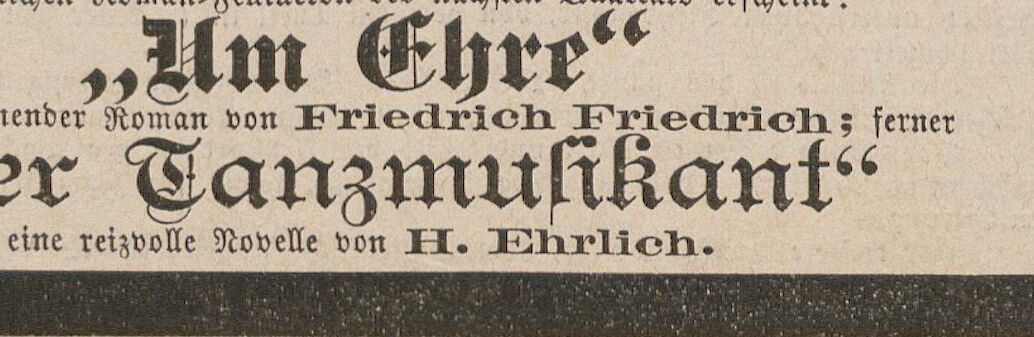 „Um Ehre“
nender Roman von Friedrich Friedrich; ferner
er Tanzmusikant“
eine reizvolle Novelle von H. Ehrlich.